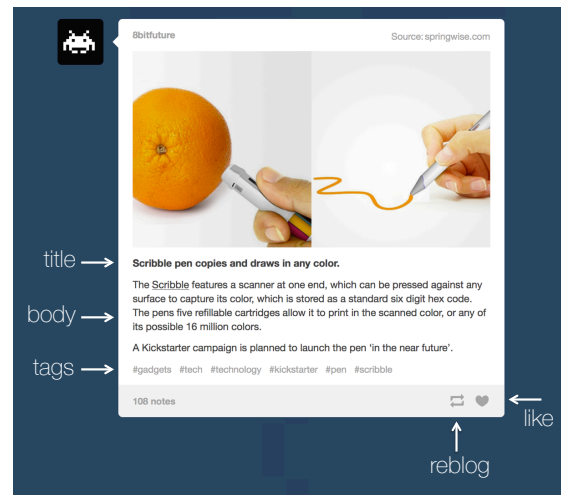 8bitfuture
Source: springwise.com
title
Scribble pen copies and draws in any color.
The Scribble features a scanner at one end, which can be pressed against any
surface to capture its color, which is stored as a standard six digit hex code.
body
The pens five refillable cartridges allow it to print in the scanned color, or any of
its possible 16 million colors.
A Kickstarter campaign is planned to launch the pen ‘in the near future’.
tags
#gadgets #tech #technology #kickstarter #pen #scribble
108 notes
like
reblog